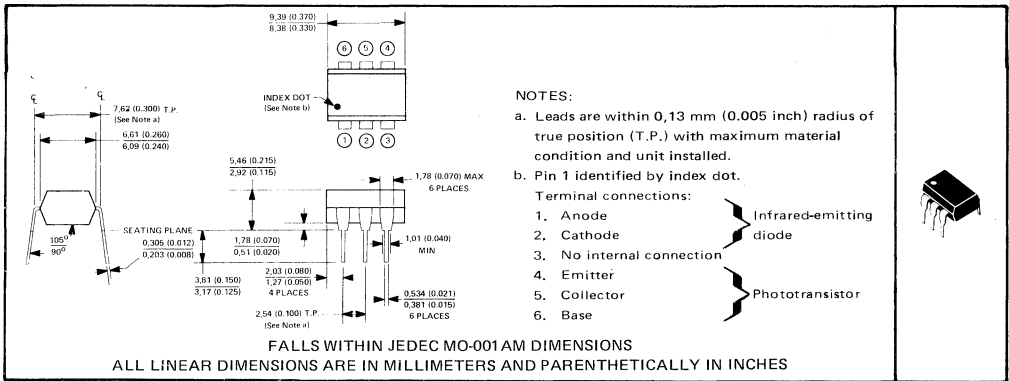 9,39 (0.370)
8,38 (0.330)
6 5 4
INDEX DOT
(See Note b)
1 2 3
℄ ℄
7,62 (0.300) T.P.
(See Note a)
6,61 (0.260)
6,09 (0.240)
5,46 (0.215)
2,92 (0.115)
1,78 (0.070) MAX
6 PLACES
SEATING PLANE
105°
90°
0,305 (0.012)
0,203 (0.008)
1,78 (0.070)
0,51 (0.020)
1,01 (0.040)
MIN
3,81 (0.150)
3,17 (0.125)
2,03 (0.080)
1,27 (0.050)
4 PLACES
0,534 (0.021)
0,381 (0.015)
6 PLACES
2,54 (0.100) T.P.
(See Note a)
NOTES:
a. Leads are within 0,13 mm (0.005 inch) radius of
true position (T.P.) with maximum material
condition and unit installed.
b. Pin 1 identified by index dot.
Terminal connections:
1. Anode
2. Cathode
Infrared-emitting
diode
3. No internal connection
4. Emitter
5. Collector
6. Base
Phototransistor
FALLS WITHIN JEDEC MO-001AM DIMENSIONS
ALL LINEAR DIMENSIONS ARE IN MILLIMETERS AND PARENTHETICALLY IN INCHES